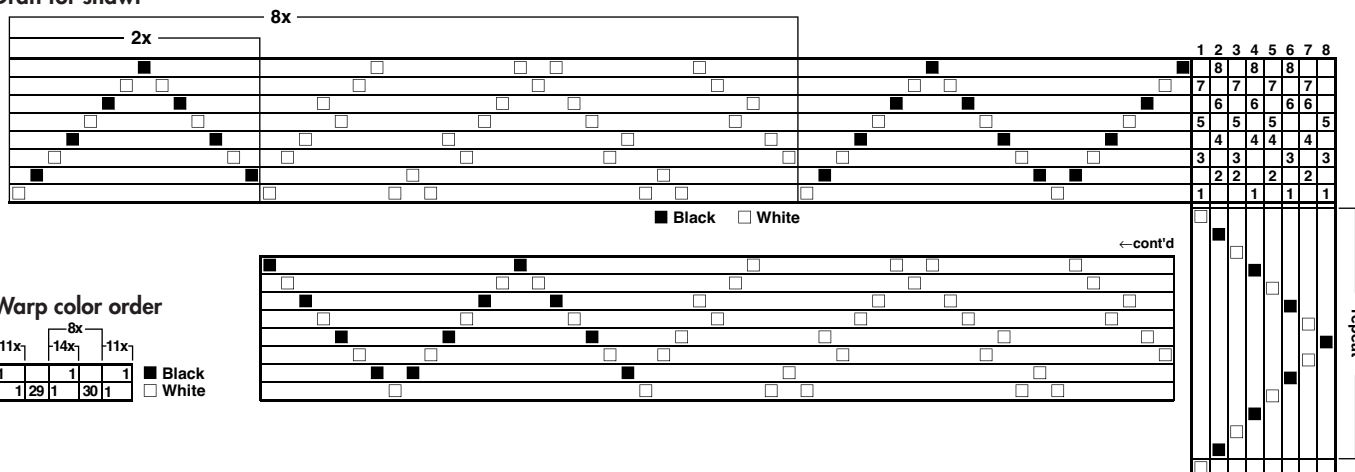 8x
2x
1 2 3 4 5 6 7 8
8 8 8
7 7 7 7
6 6 6 6
5 5 5 5
4 4 4 4
3 3 3 3
2 2 2 2
1 1 1 1
■ Black □ White
←cont'd
Warp color order
8x
11x 14x 11x
1 1 1 ■ Black
1 29 1 30 1 □ White